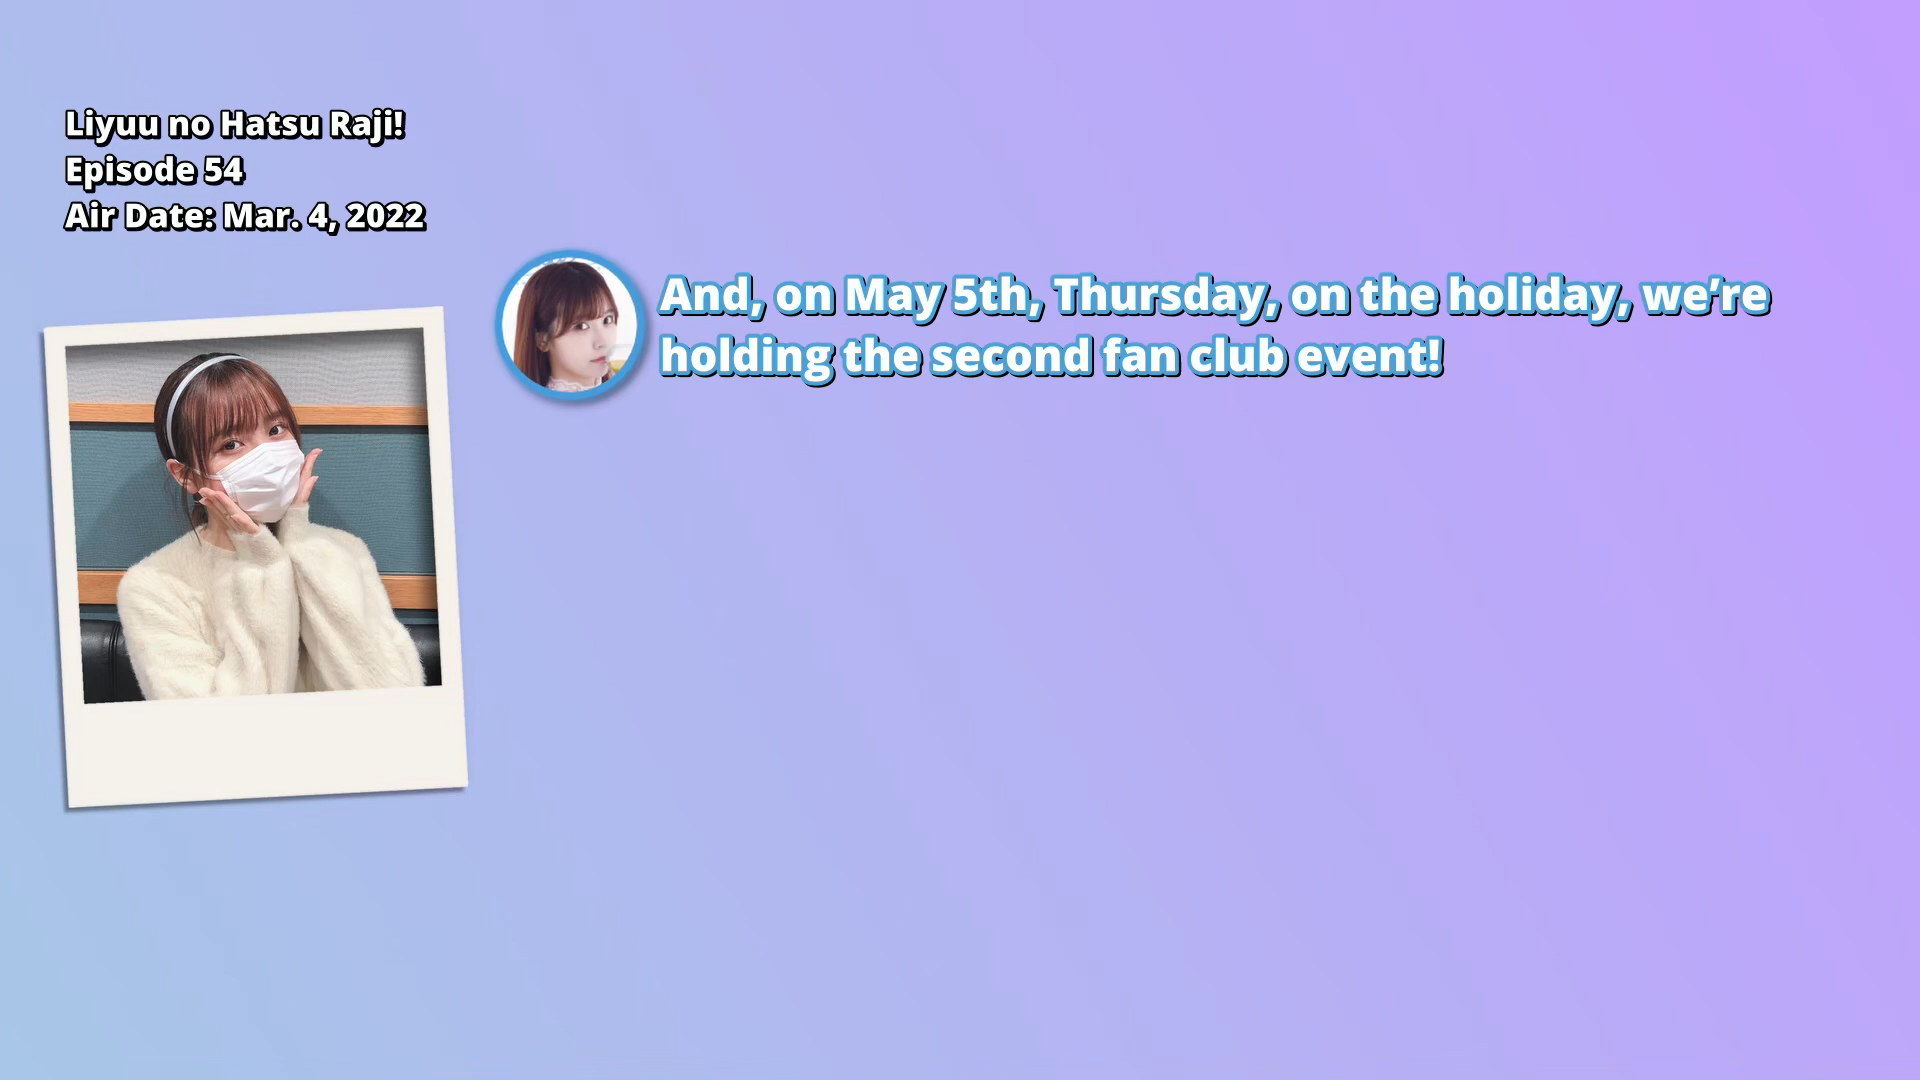 Liyuu no Hatsu Raji!
Episode 54
Air Date: Mar. 4, 2022
And, on May 5th, Thursday, on the holiday, we’re
holding the second fan club event!